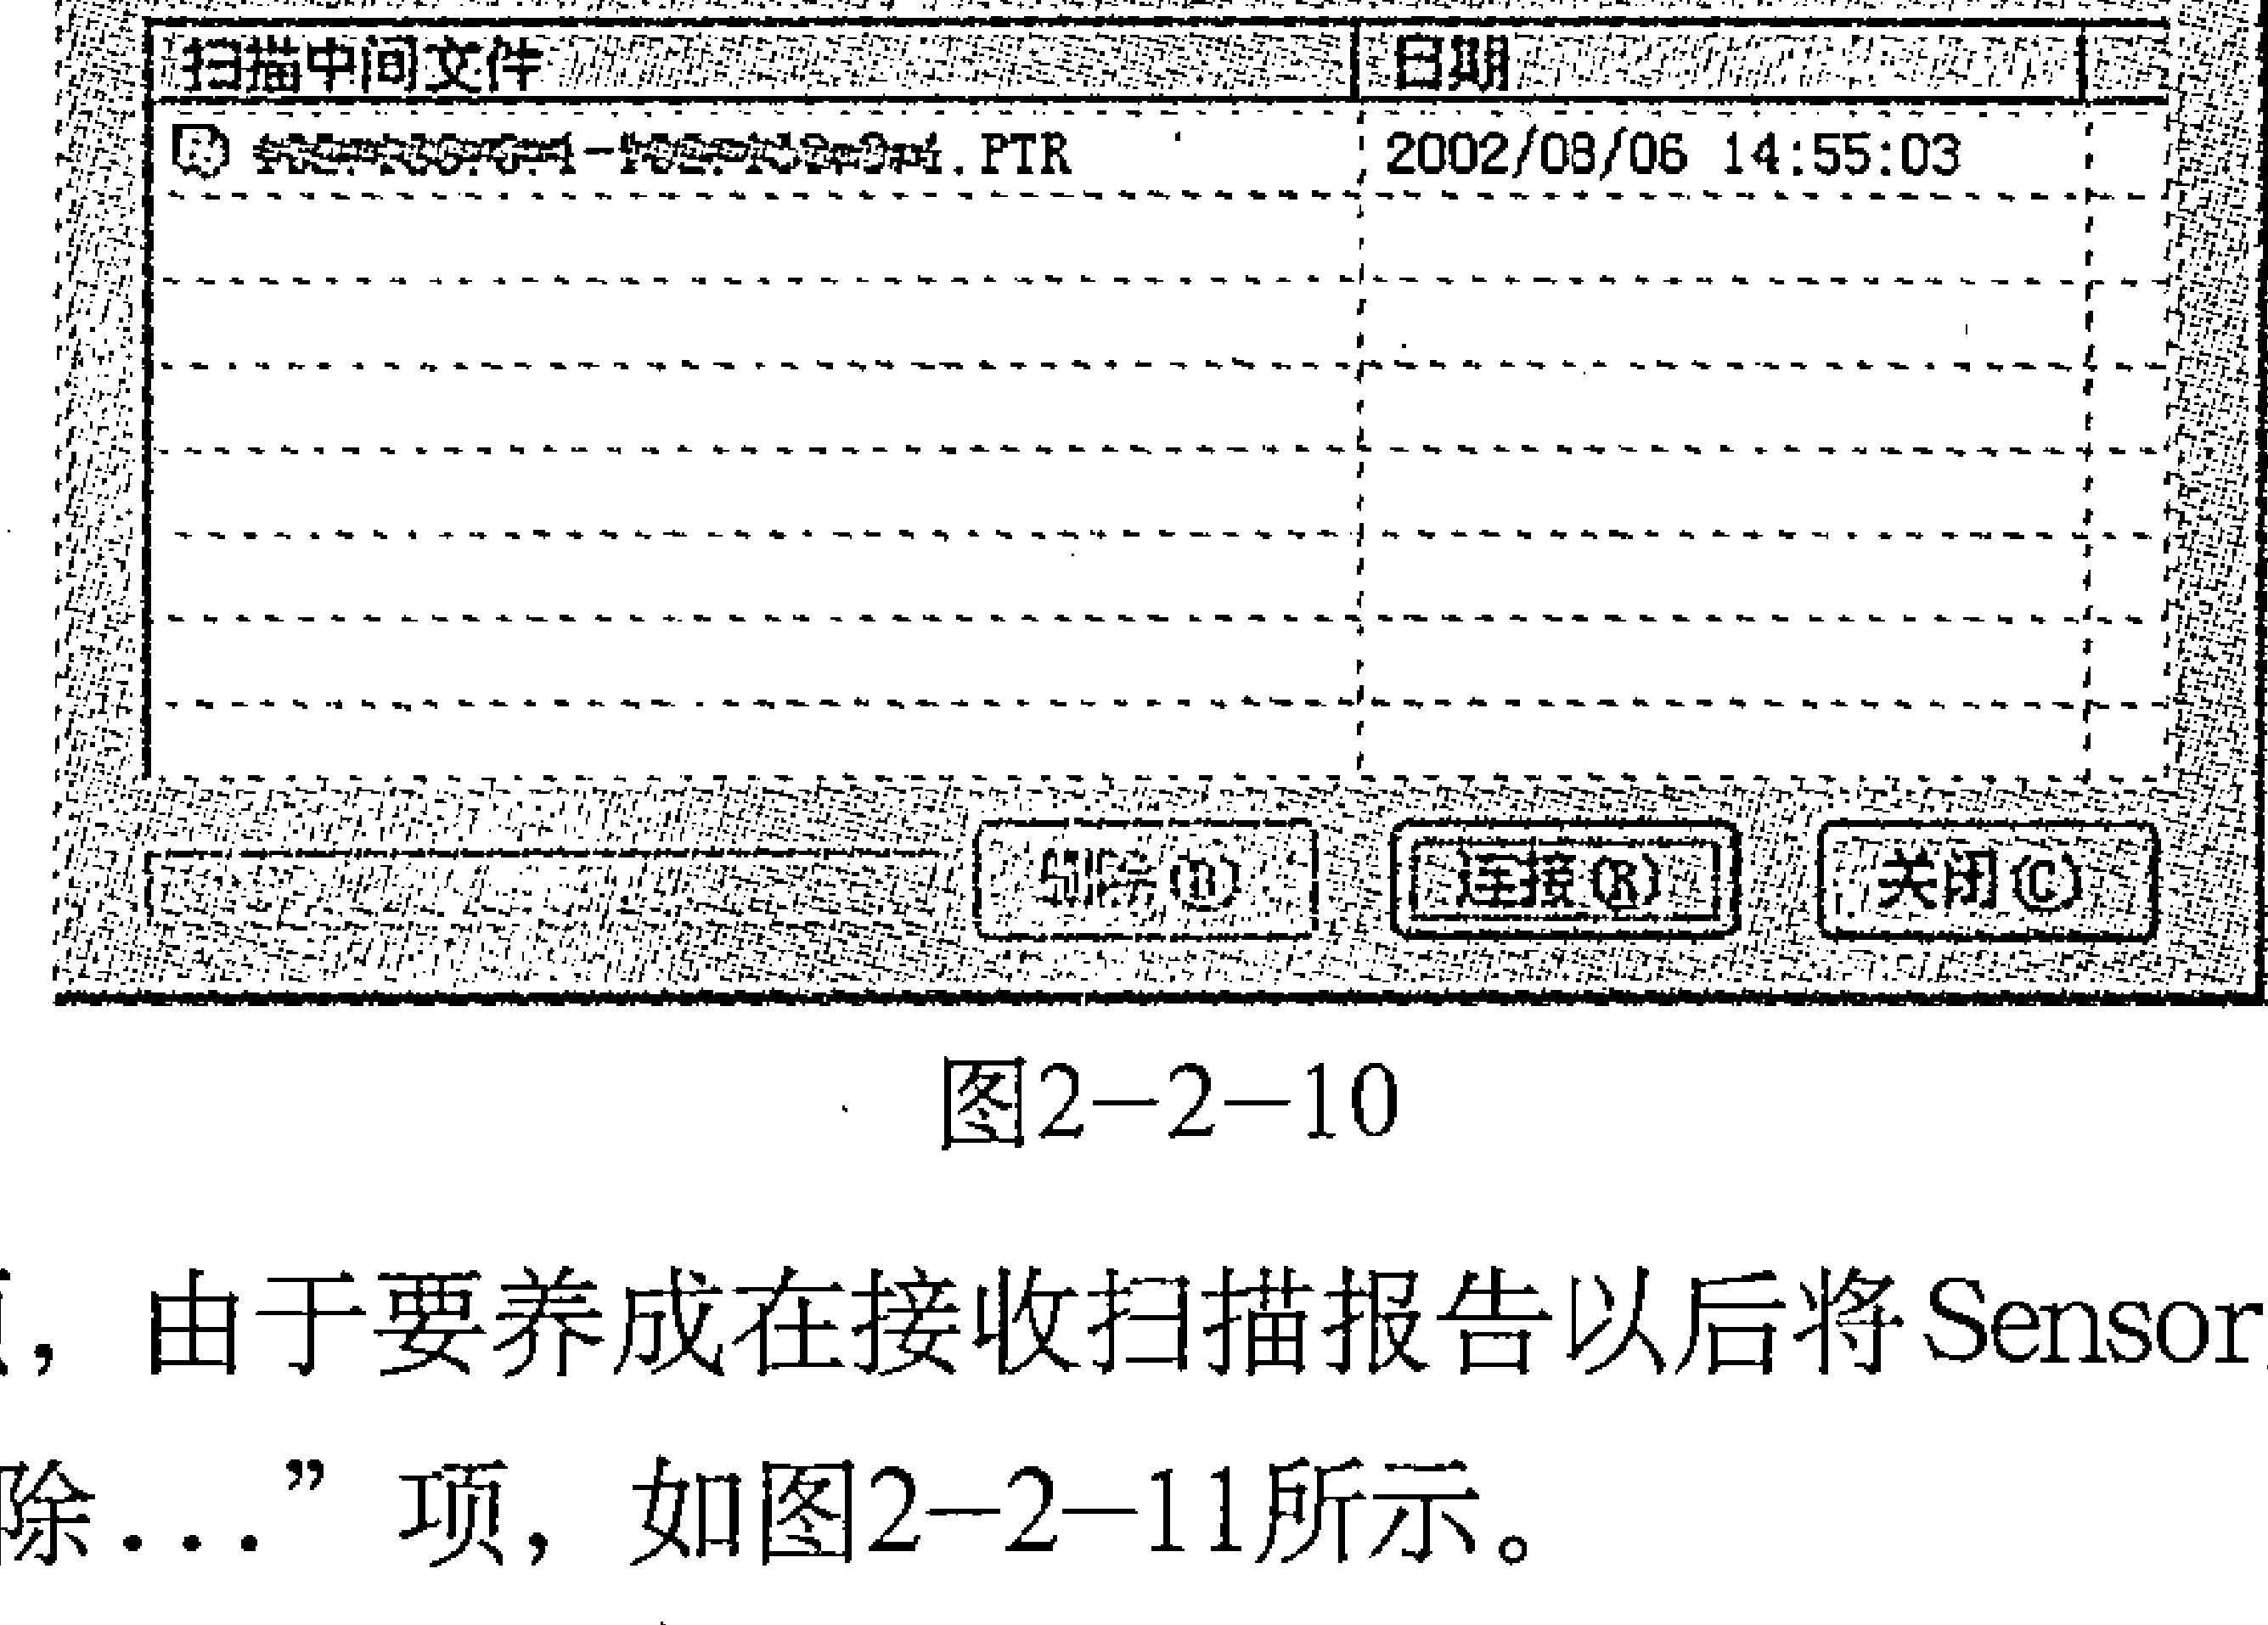 扫描中间文件 日期
.PTR 2002/08/06 14:55:03
删除(D) 连接(R) 关闭(C)
图2-2-10
，由于要养成在接收扫描报告以后将Sensor
除...”项，如图2-2-11所示。